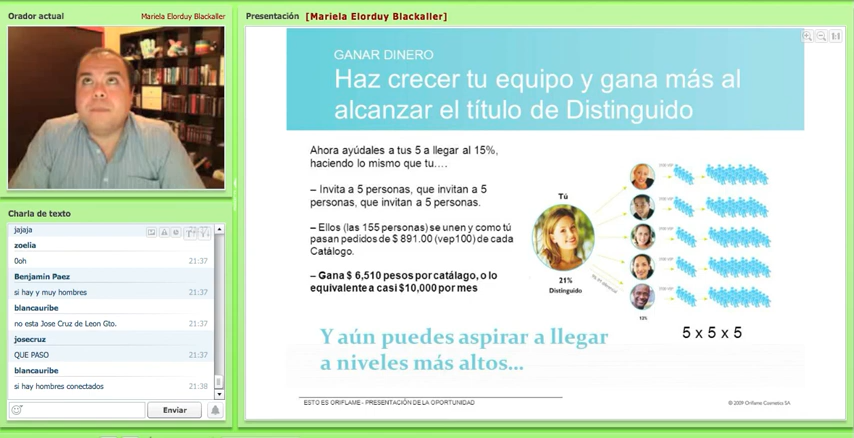 Orador actual
Mariela Elorduy Blackaller
Charla de texto
jajaja
zoelia
0oh
21:37
Benjamin Paez
si hay y muy hombres
21:37
blancauribe
no esta Jose Cruz de Leon Gto.
21:37
josecruz
QUE PASO
21:37
blancauribe
si hay hombres conectados
21:38
Enviar
Presentación [Mariela Elorduy Blackaller]
GANAR DINERO
Haz crecer tu equipo y gana más al
alcanzar el título de Distinguido
Ahora ayúdales a tus 5 a llegar al 15%,
haciendo lo mismo que tu….
– Invita a 5 personas, que invitan a 5
personas, que invitan a 5 personas.
– Ellos (las 155 personas) se unen y como tú
pasan pedidos de $ 891.00 (vep100) de cada
Catálogo.
– Gana $ 6,510 pesos por catálago, o lo
equivalente a casi $10,000 por mes
Tú
21%
Distinguido
12%
5 x 5 x 5
Y aún puedes aspirar a llegar
a niveles más altos...
ESTO ES ORIFLAME - PRESENTACIÓN DE LA OPORTUNIDAD
© 2009 Oriflame Cosmetics SA